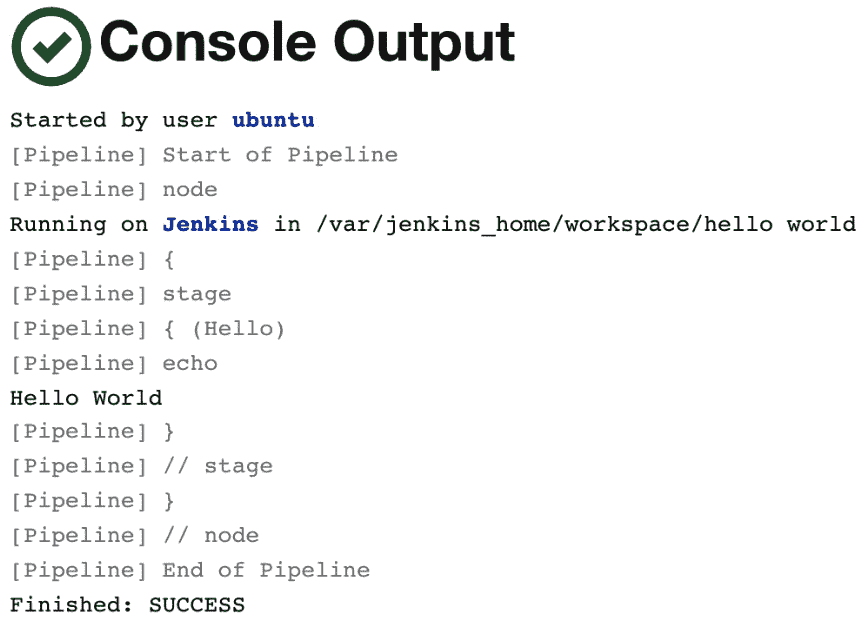 Console Output
Started by user ubuntu
[Pipeline] Start of Pipeline
[Pipeline] node
Running on Jenkins in /var/jenkins_home/workspace/hello world
[Pipeline] {
[Pipeline] stage
[Pipeline] { (Hello)
[Pipeline] echo
Hello World
[Pipeline] }
[Pipeline] // stage
[Pipeline] }
[Pipeline] // node
[Pipeline] End of Pipeline
Finished: SUCCESS